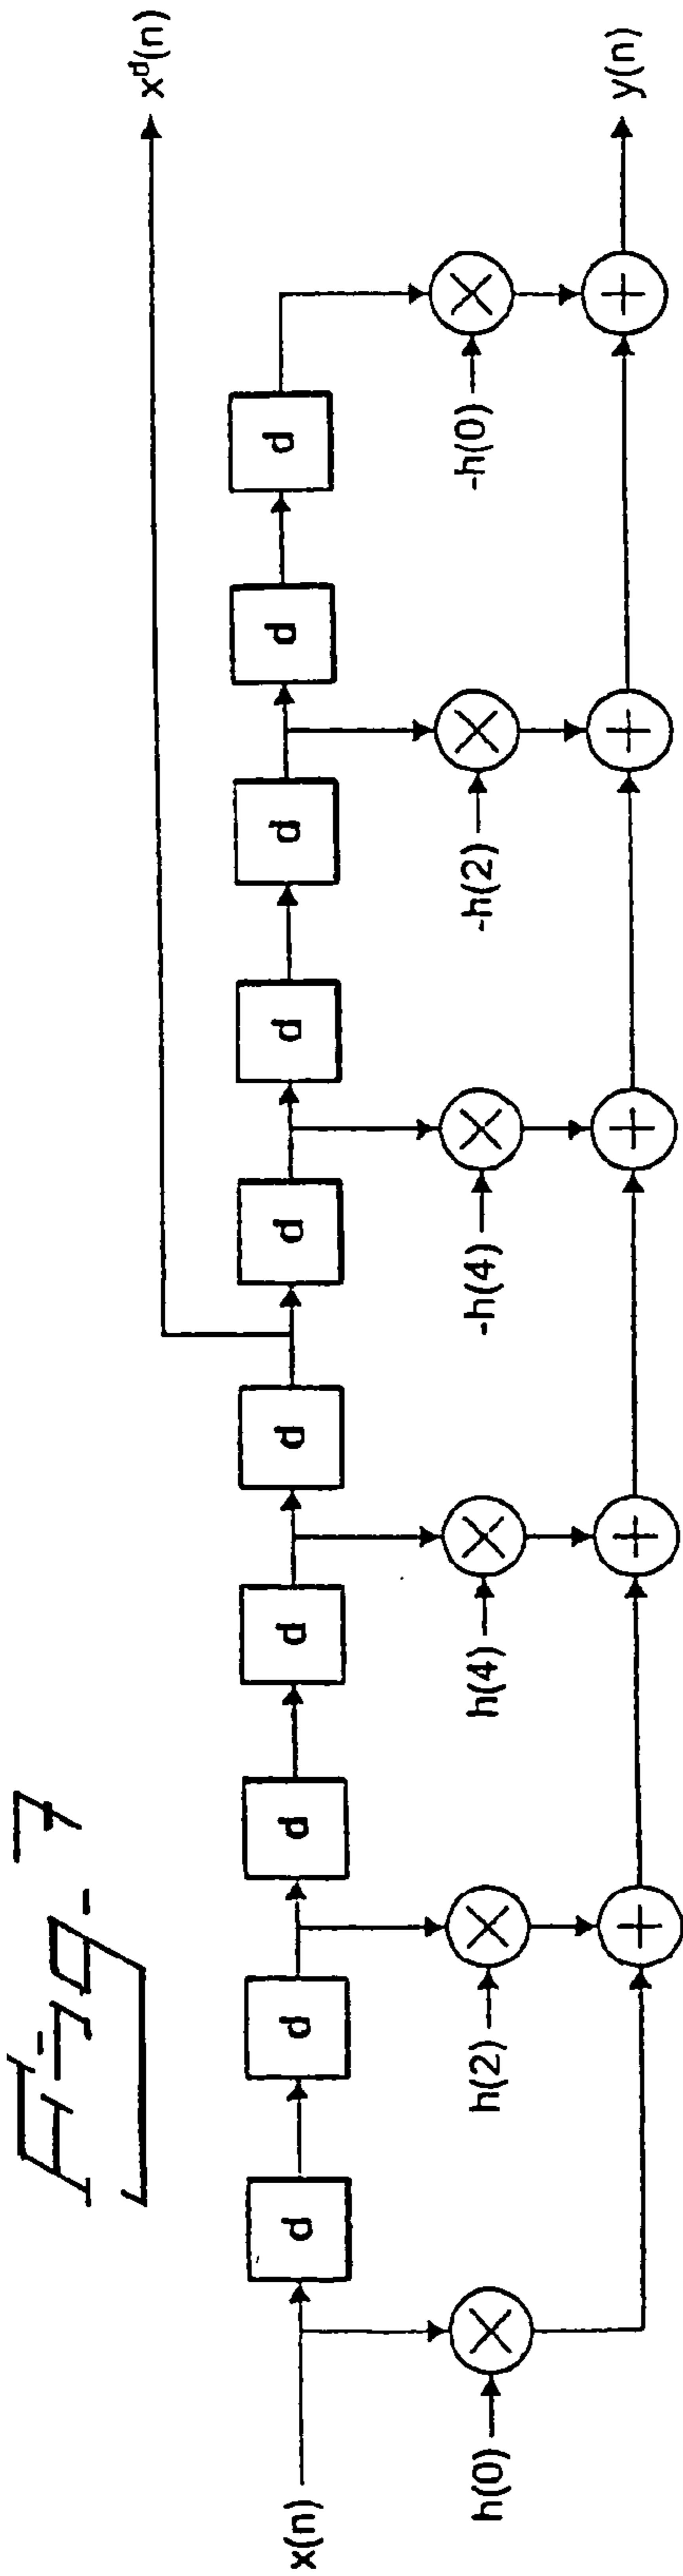 Fig. 7
x^d(n)
x(n)
d
d
d
d
d
d
d
d
d
d
h(0)
h(2)
h(4)
-h(4)
-h(2)
-h(0)
y(n)